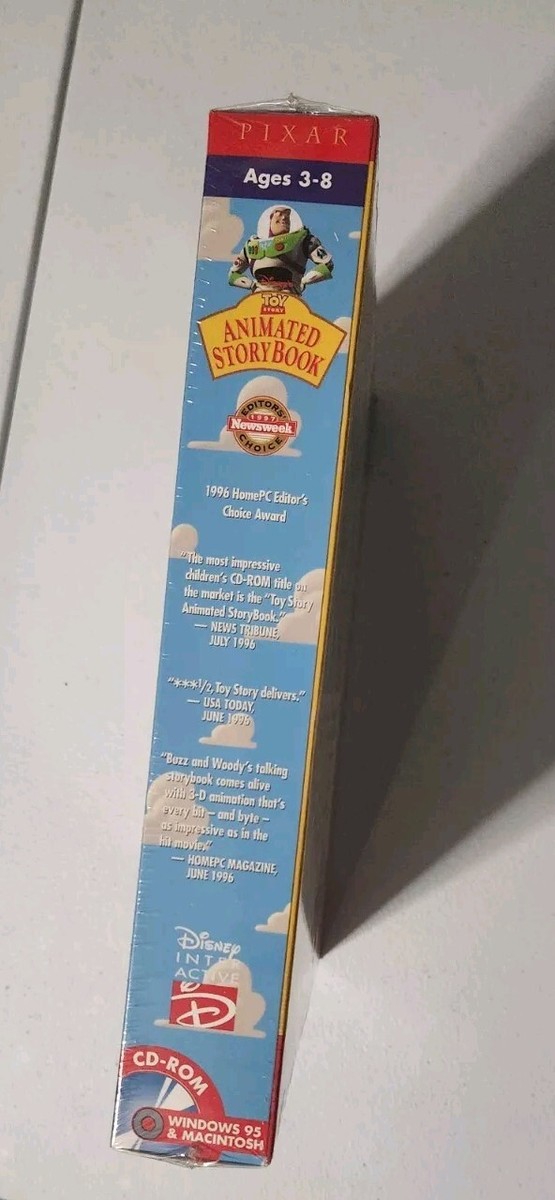 PIXAR
Ages 3-8
Disney's
TOY
STORY
ANIMATED
STORYBOOK
EDITORS'
1997
Newsweek
CHOICE
1996 HomePC Editor's
Choice Award
"The most impressive
children's CD-ROM title on
the market is the "Toy Story
Animated StoryBook."
— NEWS TRIBUNE,
JULY 1996
"***1/2, Toy Story delivers."
— USA TODAY,
JUNE 1996
"Buzz and Woody's talking
storybook comes alive
with 3-D animation that's
every bit – and byte –
as impressive as in the
hit movie."
— HOMEPC MAGAZINE,
JUNE 1996
DISNEY
INTER
ACTIVE
D
CD-ROM
WINDOWS 95
& MACINTOSH